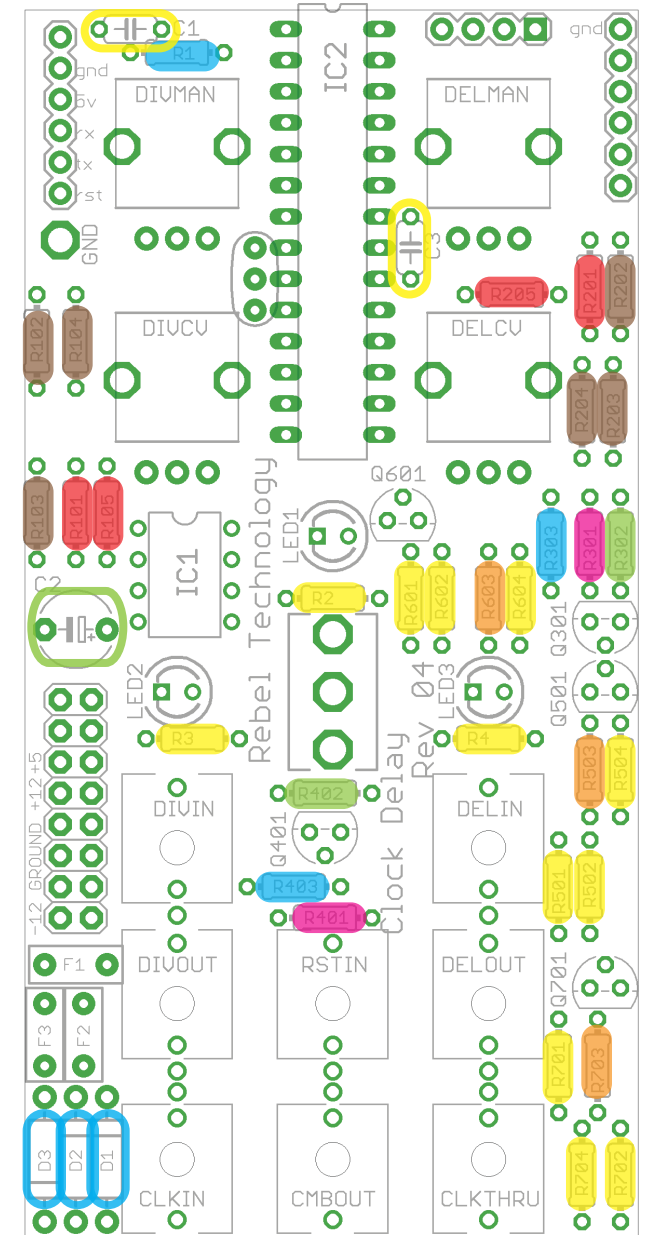 C1
R1
IC2
gnd
gnd
5v
rx
tx
rst
DIVMAN
DELMAN
GND
C3
R205
R201
R202
R102
R104
DIVCV
DELCV
R204
R203
Q601
R103
R101
R105
IC1
LED1
R303
R301
R302
C2
+
R2
R601
R602
R603
R604
Q301
Rebel Technology
LED2
LED3
Q501
R3
R4
Rev 04
Clock Delay
R503
R504
-12 GROUND +12+5
R402
DIVIN
DELIN
Q401
R403
R401
R501
R502
F1
DIVOUT
RSTIN
DELOUT
Q701
F3
F2
R701
R703
D3
D2
D1
CLKIN
CMBOUT
CLKTHRU
R704
R702